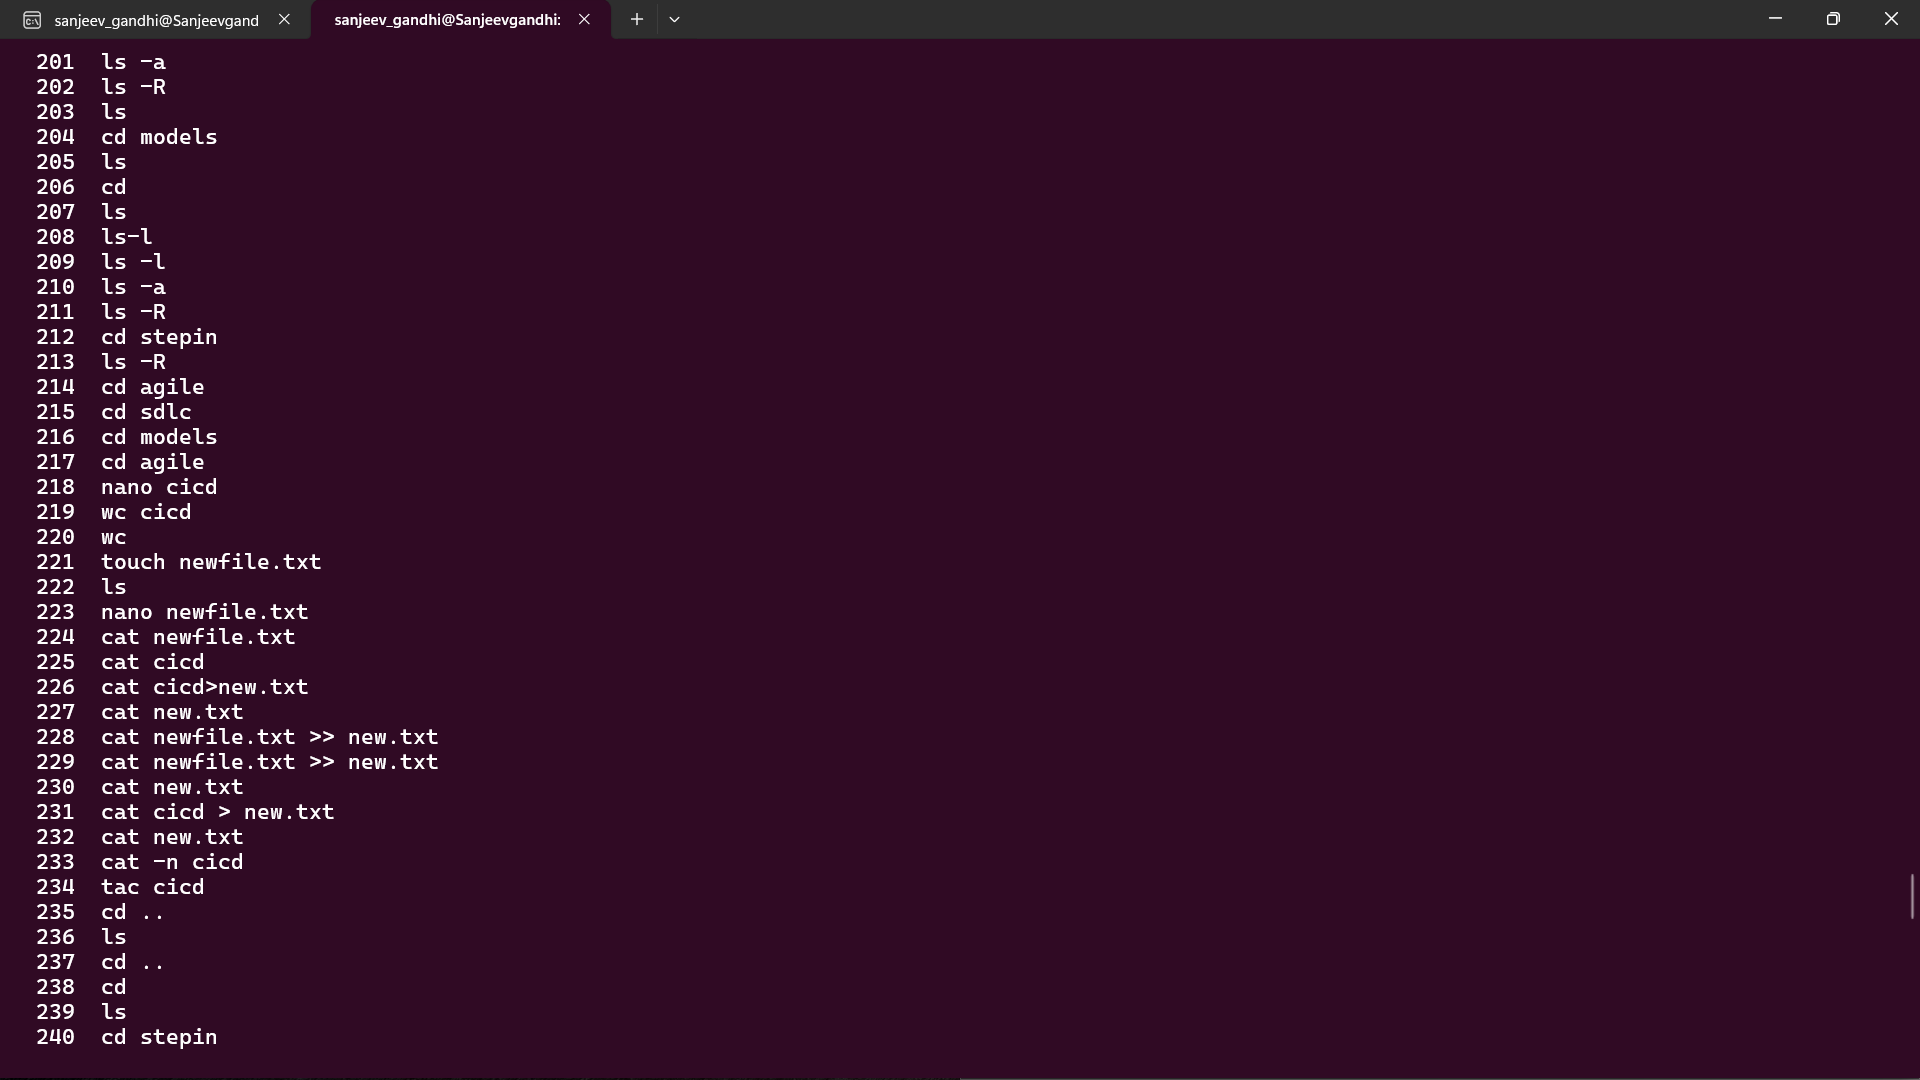 sanjeev_gandhi@Sanjeevgand
sanjeev_gandhi@Sanjeevgandhi:
201 ls -a
202 ls -R
203 ls
204 cd models
205 ls
206 cd
207 ls
208 ls-l
209 ls -l
210 ls -a
211 ls -R
212 cd stepin
213 ls -R
214 cd agile
215 cd sdlc
216 cd models
217 cd agile
218 nano cicd
219 wc cicd
220 wc
221 touch newfile.txt
222 ls
223 nano newfile.txt
224 cat newfile.txt
225 cat cicd
226 cat cicd>new.txt
227 cat new.txt
228 cat newfile.txt >> new.txt
229 cat newfile.txt >> new.txt
230 cat new.txt
231 cat cicd > new.txt
232 cat new.txt
233 cat -n cicd
234 tac cicd
235 cd ..
236 ls
237 cd ..
238 cd
239 ls
240 cd stepin